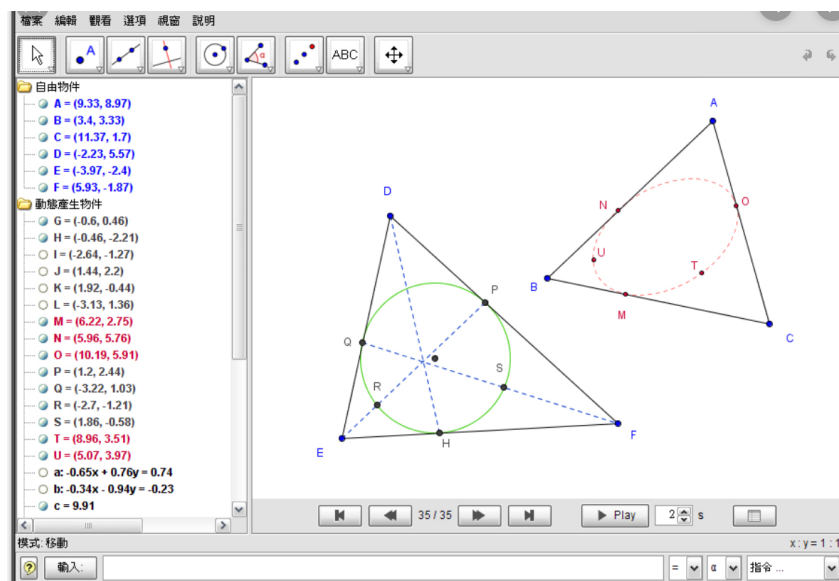 檔案 編輯 觀看 選項 視窗 說明
A ABC α
自由物件
A = (9.33, 8.97)
B = (3.4, 3.33)
C = (11.37, 1.7)
D = (-2.23, 5.57)
E = (-3.97, -2.4)
F = (5.93, -1.87)
動態產生物件
G = (-0.6, 0.46)
H = (-0.46, -2.21)
I = (-2.64, -1.27)
J = (1.44, 2.2)
K = (1.92, -0.44)
L = (-3.13, 1.36)
M = (6.22, 2.75)
N = (5.96, 5.76)
O = (10.19, 5.91)
P = (1.2, 2.44)
Q = (-3.22, 1.03)
R = (-2.7, -1.21)
S = (1.86, -0.58)
T = (8.96, 3.51)
U = (5.07, 3.97)
a: -0.65x + 0.76y = 0.74
b: -0.34x - 0.94y = -0.23
c = 9.91
A
D
N
O
U
T
B
P
M
Q
C
S
R
F
H
E
35 / 35
Play
2 s
模式: 移動
x : y = 1 : 1
輸入:
= α 指令 ...